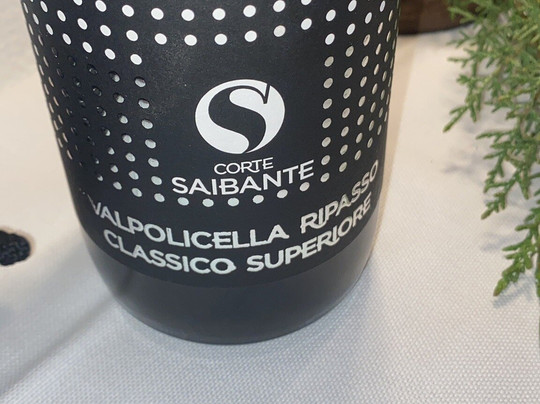 S
CORTE
SAIBANTE
VALPOLICELLA RIPASSO
CLASSICO SUPERIORE